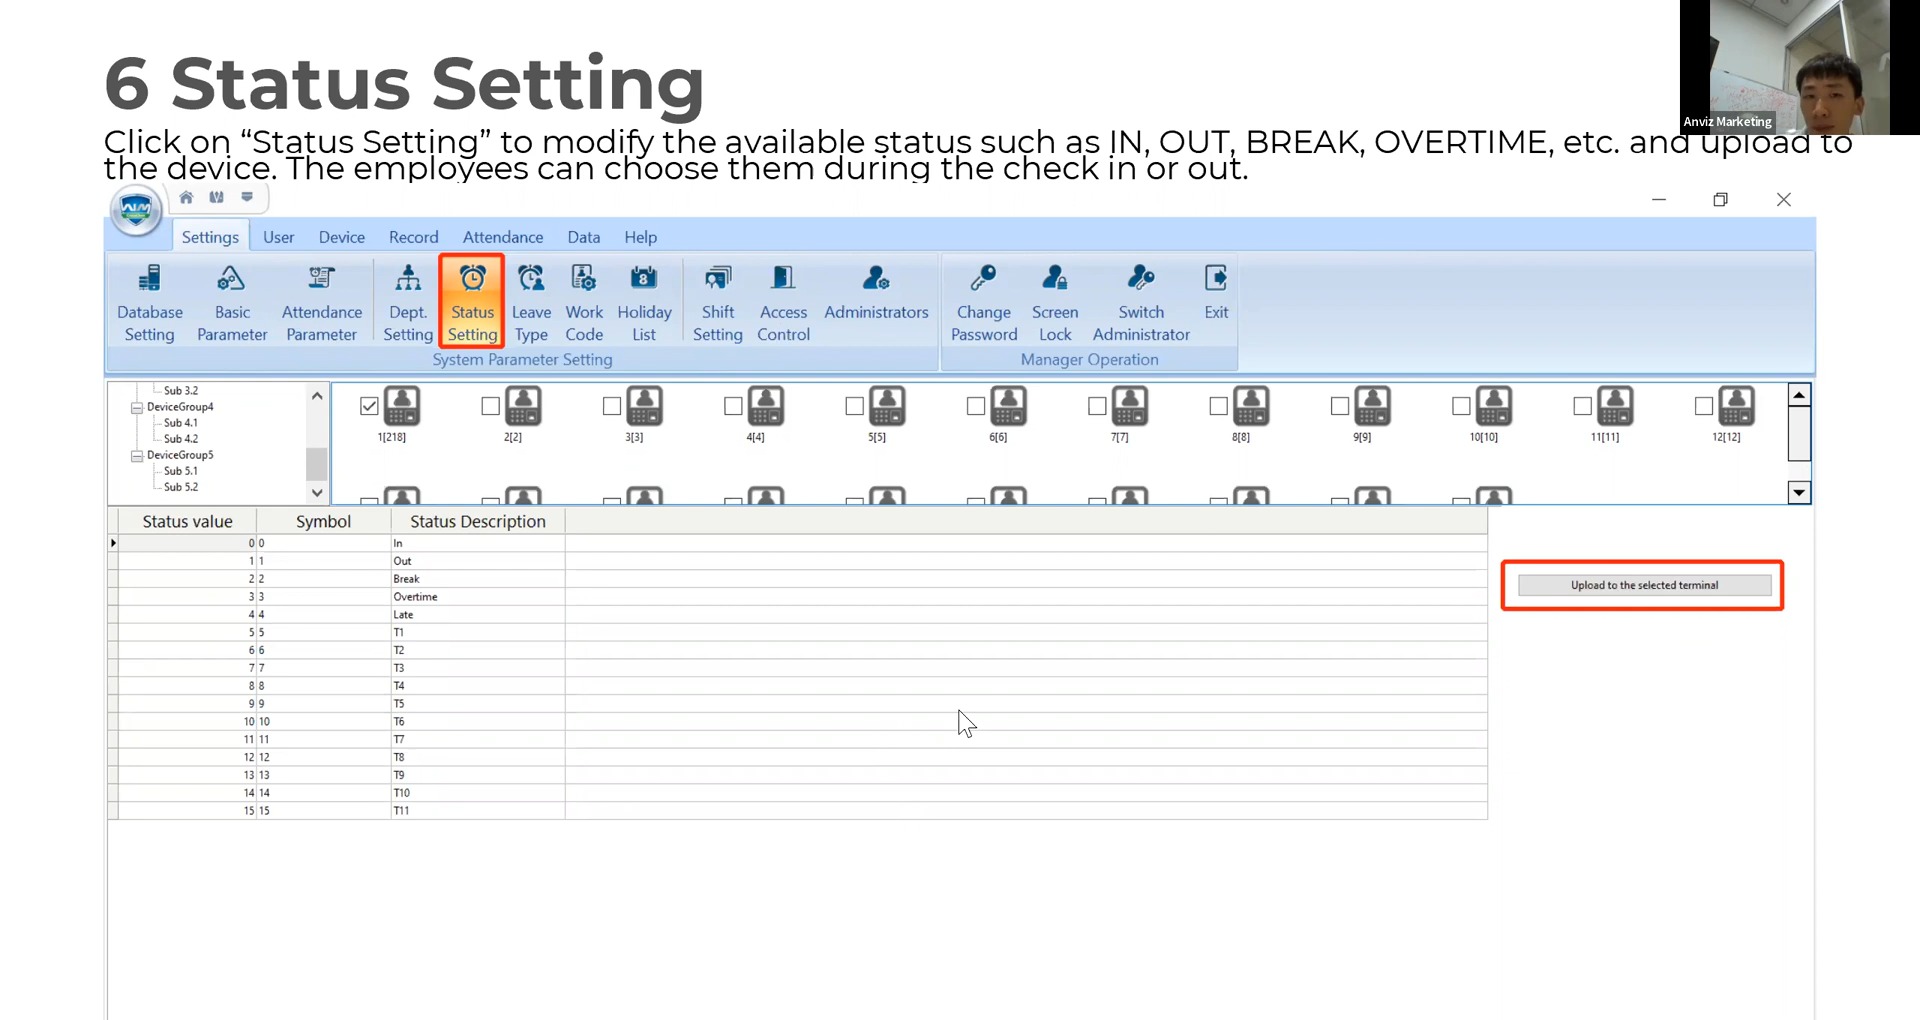 6 Status Setting
Anviz Marketing
Click on “Status Setting” to modify the available status such as IN, OUT, BREAK, OVERTIME, etc. and upload to
the device. The employees can choose them during the check in or out.
Settings User Device Record Attendance Data Help
Database Setting
Basic Parameter
Attendance Parameter
Dept. Setting
Status Setting
Leave Type
Work Code
8
Holiday List
Shift Setting
Access Control
Administrators
Change Password
Screen Lock
Switch Administrator
Exit
System Parameter Setting
Manager Operation
Sub 3.2
DeviceGroup4
Sub 4.1
Sub 4.2
DeviceGroup5
Sub 5.1
Sub 5.2
1[218] 2[2] 3[3] 4[4] 5[5] 6[6] 7[7] 8[8] 9[9] 10[10] 11[11] 12[12]
Status value Symbol Status Description
0 0 In
1 1 Out
2 2 Break
3 3 Overtime
4 4 Late
5 5 T1
6 6 T2
7 7 T3
8 8 T4
9 9 T5
10 10 T6
11 11 T7
12 12 T8
13 13 T9
14 14 T10
15 15 T11
Upload to the selected terminal